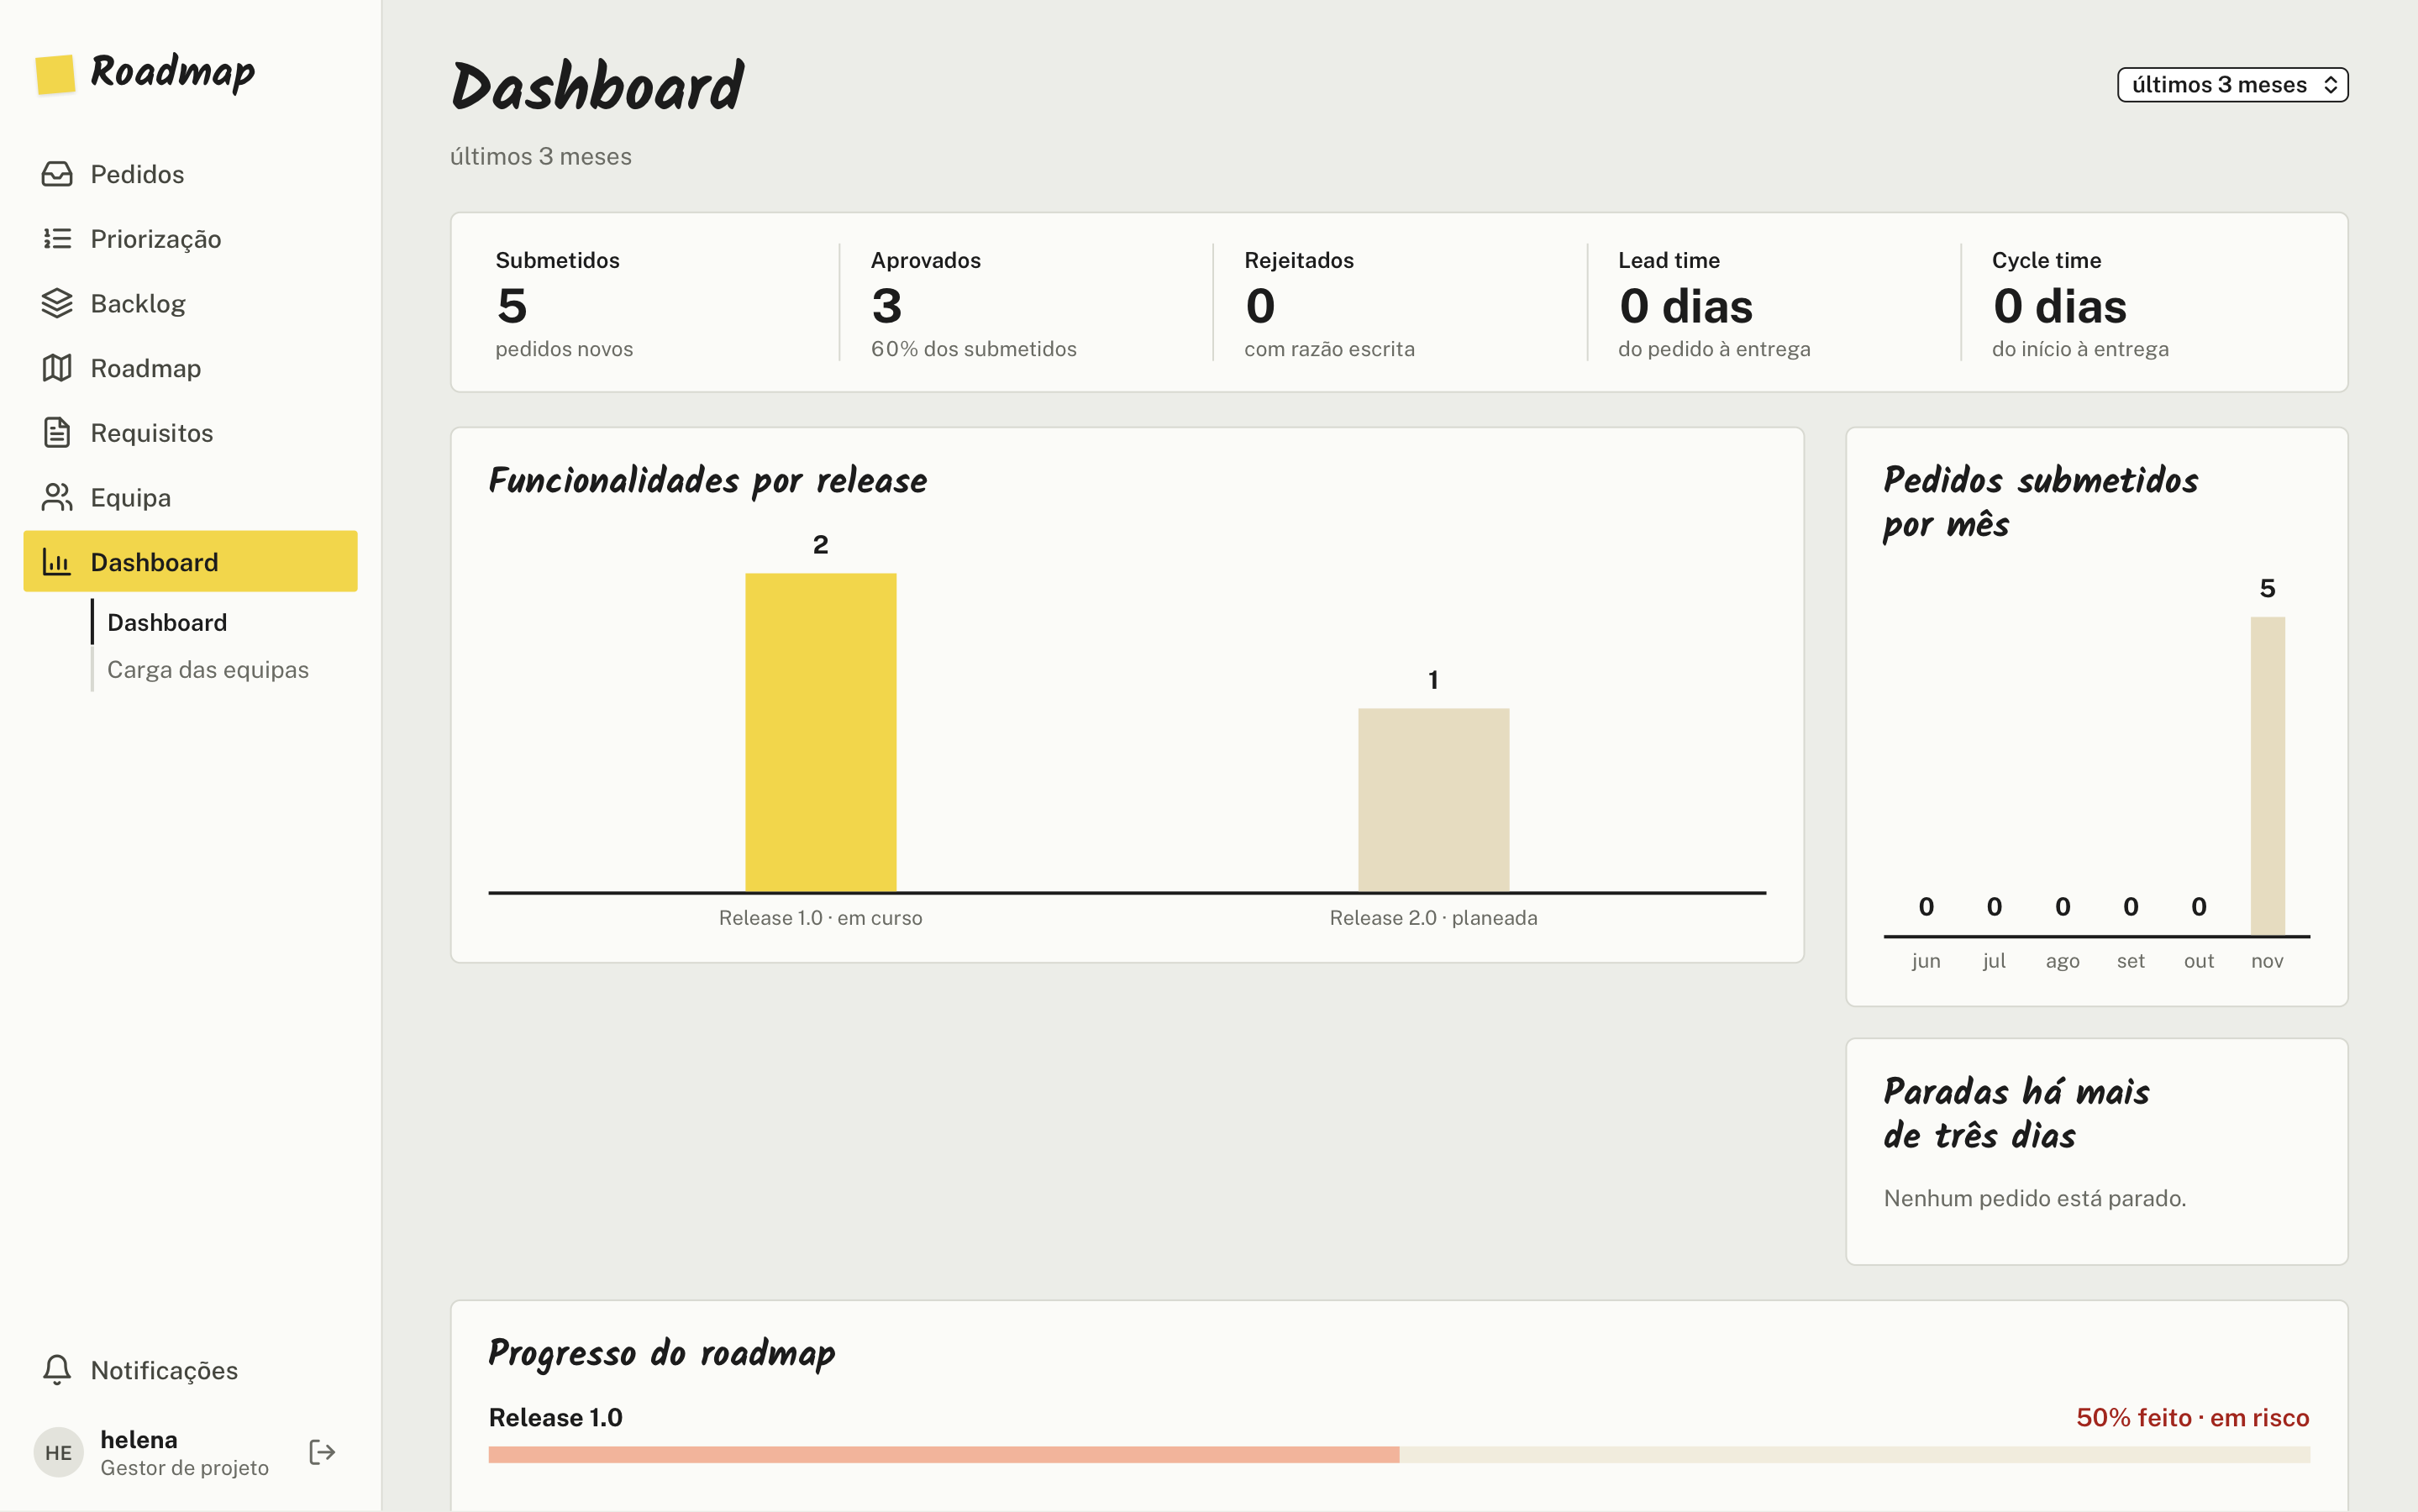 Roadmap
Pedidos
Priorização
Backlog
Roadmap
Requisitos
Equipa
Dashboard
Dashboard
Carga das equipas
Notificações
HE
helena
Gestor de projeto
Dashboard
últimos 3 meses
últimos 3 meses
Submetidos
5
pedidos novos
Aprovados
3
60% dos submetidos
Rejeitados
0
com razão escrita
Lead time
0 dias
do pedido à entrega
Cycle time
0 dias
do início à entrega
Funcionalidades por release
2
1
Release 1.0 · em curso
Release 2.0 · planeada
Pedidos submetidos
por mês
5
0 0 0 0 0
jun jul ago set out nov
Paradas há mais
de três dias
Nenhum pedido está parado.
Progresso do roadmap
Release 1.0
50% feito · em risco